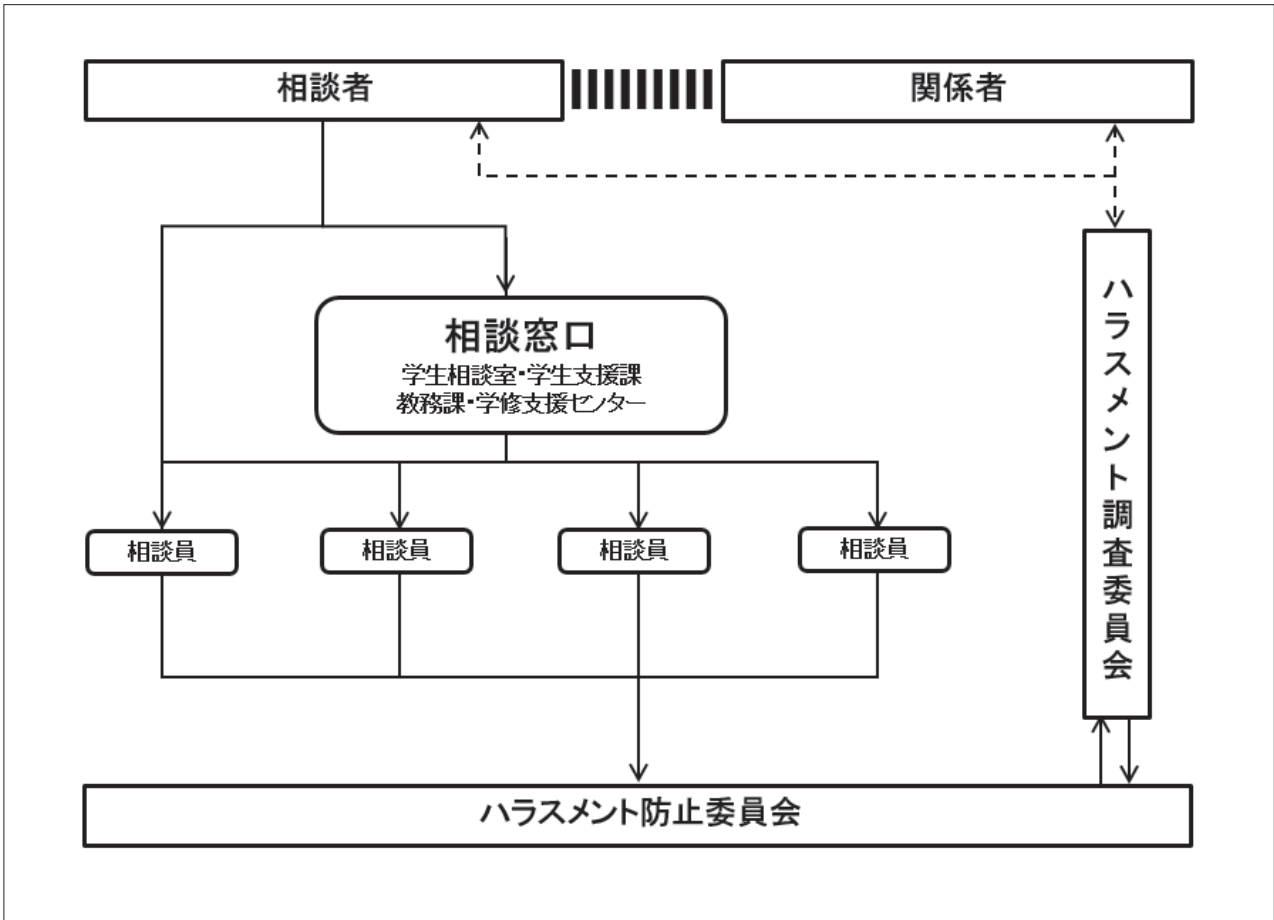 相談者
関係者
相談窓口
学生相談室・学生支援課
教務課・学修支援センター
ハラスメント調査委員会
相談員
相談員
相談員
相談員
ハラスメント防止委員会